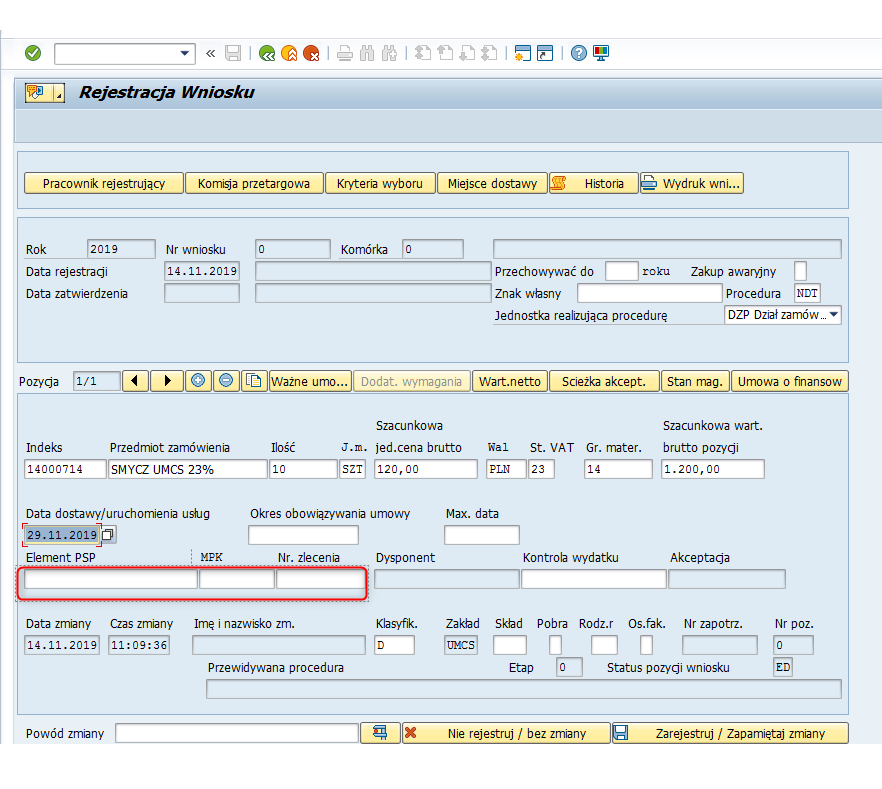 Rejestracja Wniosku
Pracownik rejestrujący Komisja przetargowa Kryteria wyboru Miejsce dostawy Historia Wydruk wni...
Rok 2019 Nr wniosku 0 Komórka 0
Data rejestracji 14.11.2019 Przechowywać do roku Zakup awaryjny
Data zatwierdzenia Znak własny Procedura NDT
Jednostka realizująca procedurę DZP Dział zamów...
Pozycja 1/1 Ważne umo... Dodat. wymagania Wart.netto Scieżka akcept. Stan mag. Umowa o finansow
Szacunkowa Szacunkowa wart.
Indeks Przedmiot zamówienia Ilość J.m. jed.cena brutto Wal St. VAT Gr. mater. brutto pozycji
14000714 SMYCZ UMCS 23% 10 SZT 120,00 PLN 23 14 1.200,00
Data dostawy/uruchomienia usług Okres obowiązywania umowy Max. data
29.11.2019
Element PSP MPK Nr. zlecenia Dysponent Kontrola wydatku Akceptacja
Data zmiany Czas zmiany Imę i nazwisko zm. Klasyfik. Zakład Skład Pobra Rodz.r Os.fak. Nr zapotrz. Nr poz.
14.11.2019 11:09:36 D UMCS 0
Przewidywana procedura Etap 0 Status pozycji wniosku ED
Powód zmiany Nie rejestruj / bez zmiany Zarejestruj / Zapamiętaj zmiany